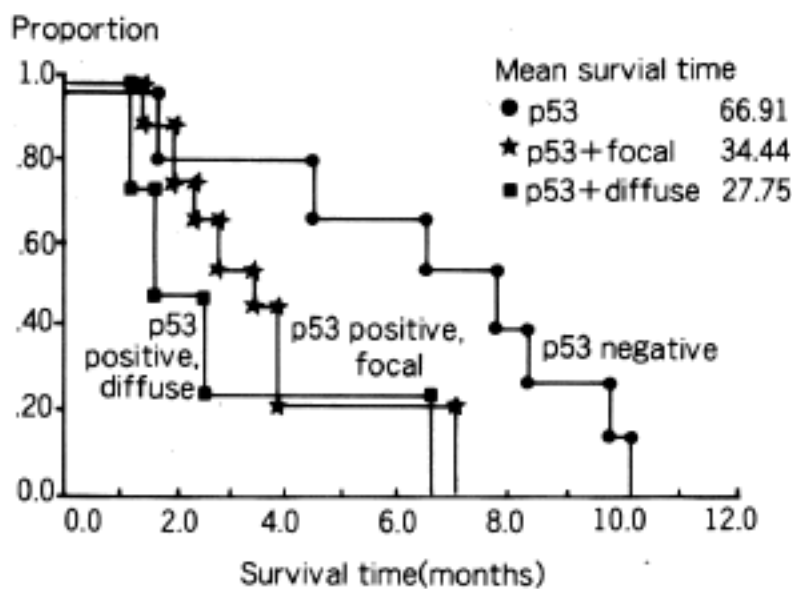 Proportion
Mean survial time
p53 66.91
p53+focal 34.44
p53+diffuse 27.75
1.0
.80
.60
.40
.20
0.0
p53
positive,
diffuse
p53 positive,
focal
p53 negative
0.0 2.0 4.0 6.0 8.0 10.0 12.0
Survival time(months)